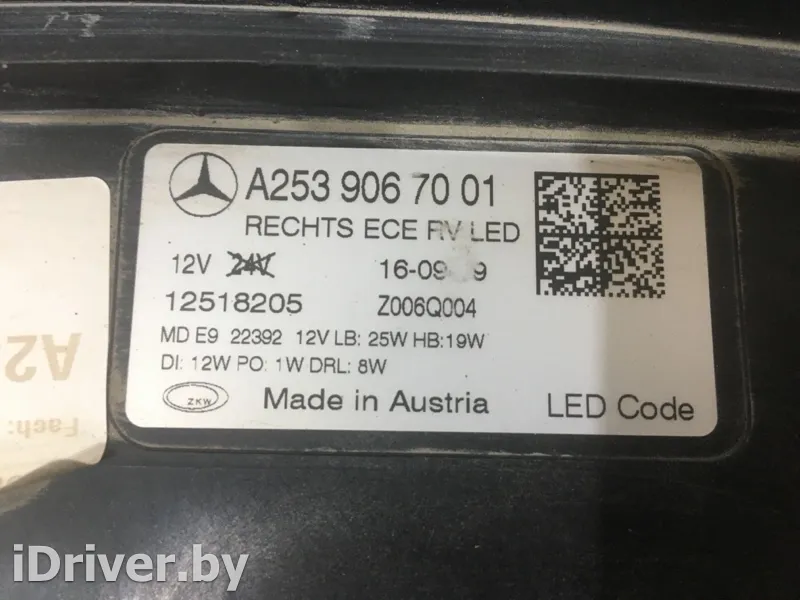 A253 906 70 01
RECHTS ECE RV LED
12V 24V
12518205 Z006Q004
MD E9 22392 12V LB: 25W HB:19W
DI: 12W PO: 1W DRL: 8W
ZKW Made in Austria LED Code
A2
Fach:
iDriver.by